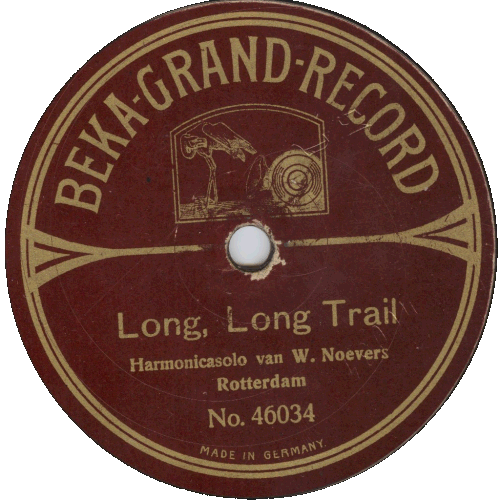 BEKA-GRAND-RECORD
Long, Long Trail
Harmonicasolo van W. Noevers
Rotterdam
No. 46034
MADE IN GERMANY.